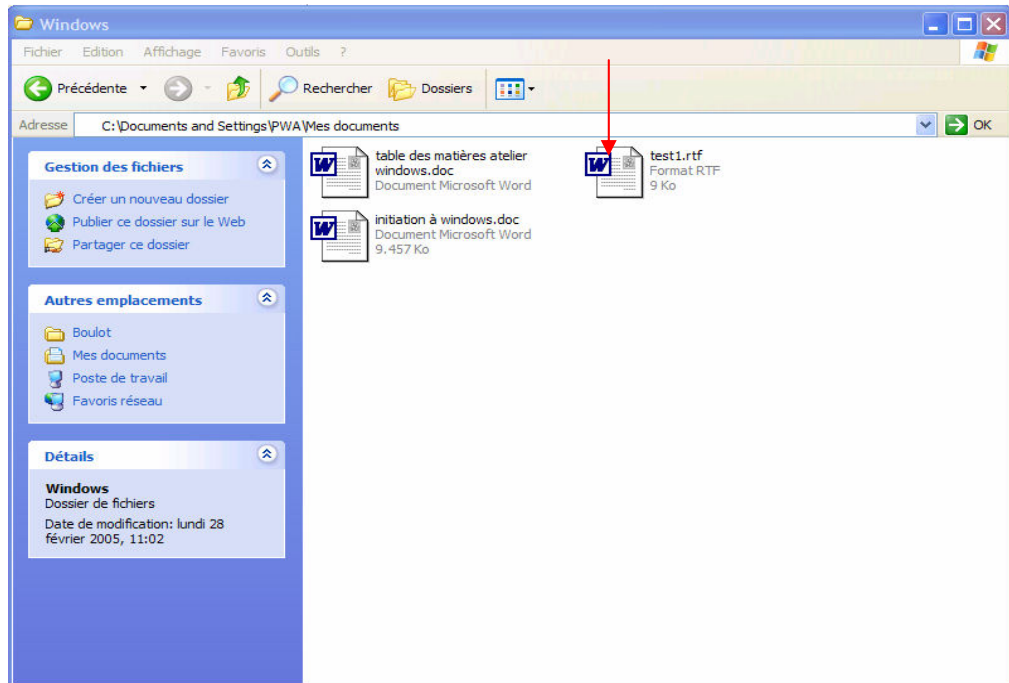 Windows
Fichier Edition Affichage Favoris Outils ?
Précédente Rechercher Dossiers
Adresse C:\Documents and Settings\PWA\Mes documents OK
Gestion des fichiers
Créer un nouveau dossier
Publier ce dossier sur le Web
Partager ce dossier
Autres emplacements
Boulot
Mes documents
Poste de travail
Favoris réseau
Détails
Windows
Dossier de fichiers
Date de modification: lundi 28
février 2005, 11:02
table des matières atelier
windows.doc
Document Microsoft Word
initiation à windows.doc
Document Microsoft Word
9.457 Ko
test1.rtf
Format RTF
9 Ko